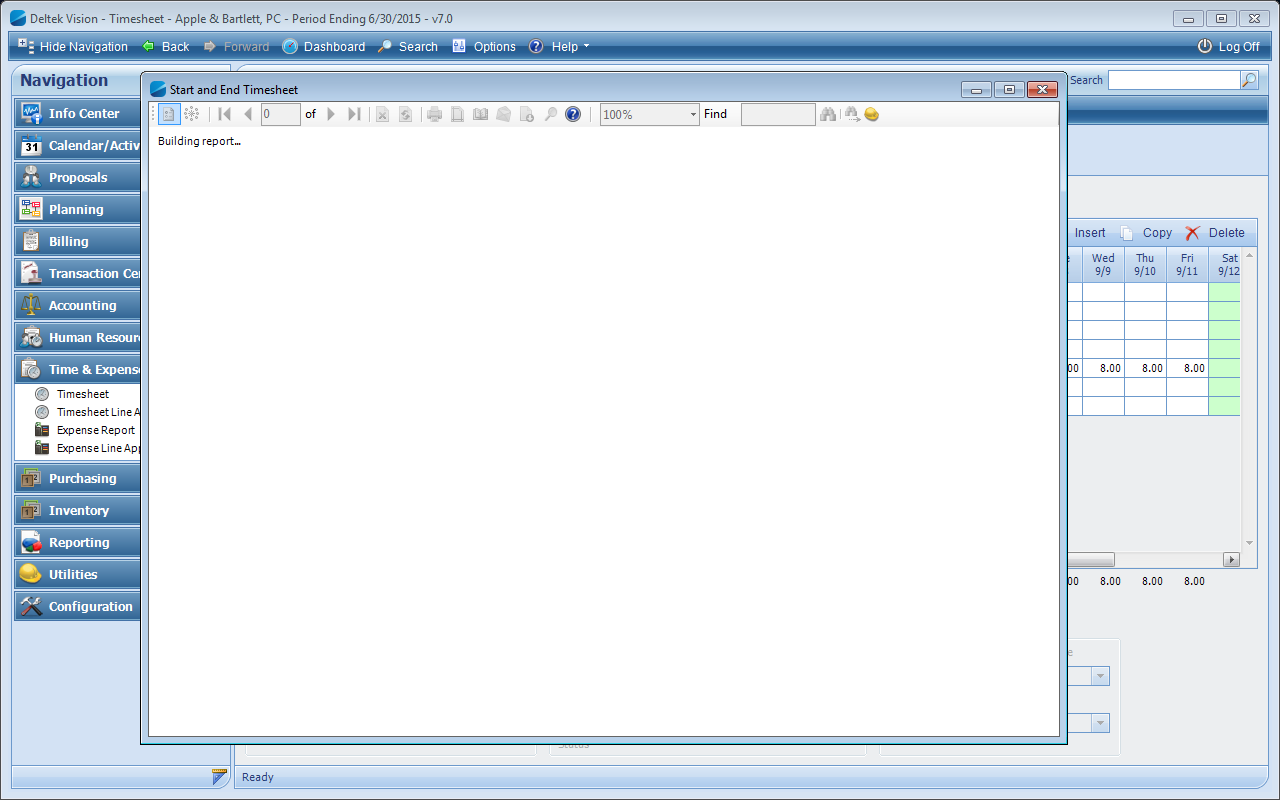 Deltek Vision - Timesheet - Apple & Bartlett, PC - Period Ending 6/30/2015 - v7.0
Hide Navigation Back Forward Dashboard Search Options Help Log Off
Navigation
Search
Info Center
31 Calendar/Activ
Proposals
Planning
Billing
Transaction Ce
Accounting
Human Resour
Time & Expens
Timesheet
Timesheet Line A
Expense Report
Expense Line App
Purchasing
Inventory
Reporting
Utilities
Configuration
Start and End Timesheet
0 of 100% Find
Building report...
Insert Copy Delete
Wed Thu Fri Sat
9/9 9/10 9/11 9/12
00 8.00 8.00 8.00
00 8.00 8.00 8.00
Status
Ready